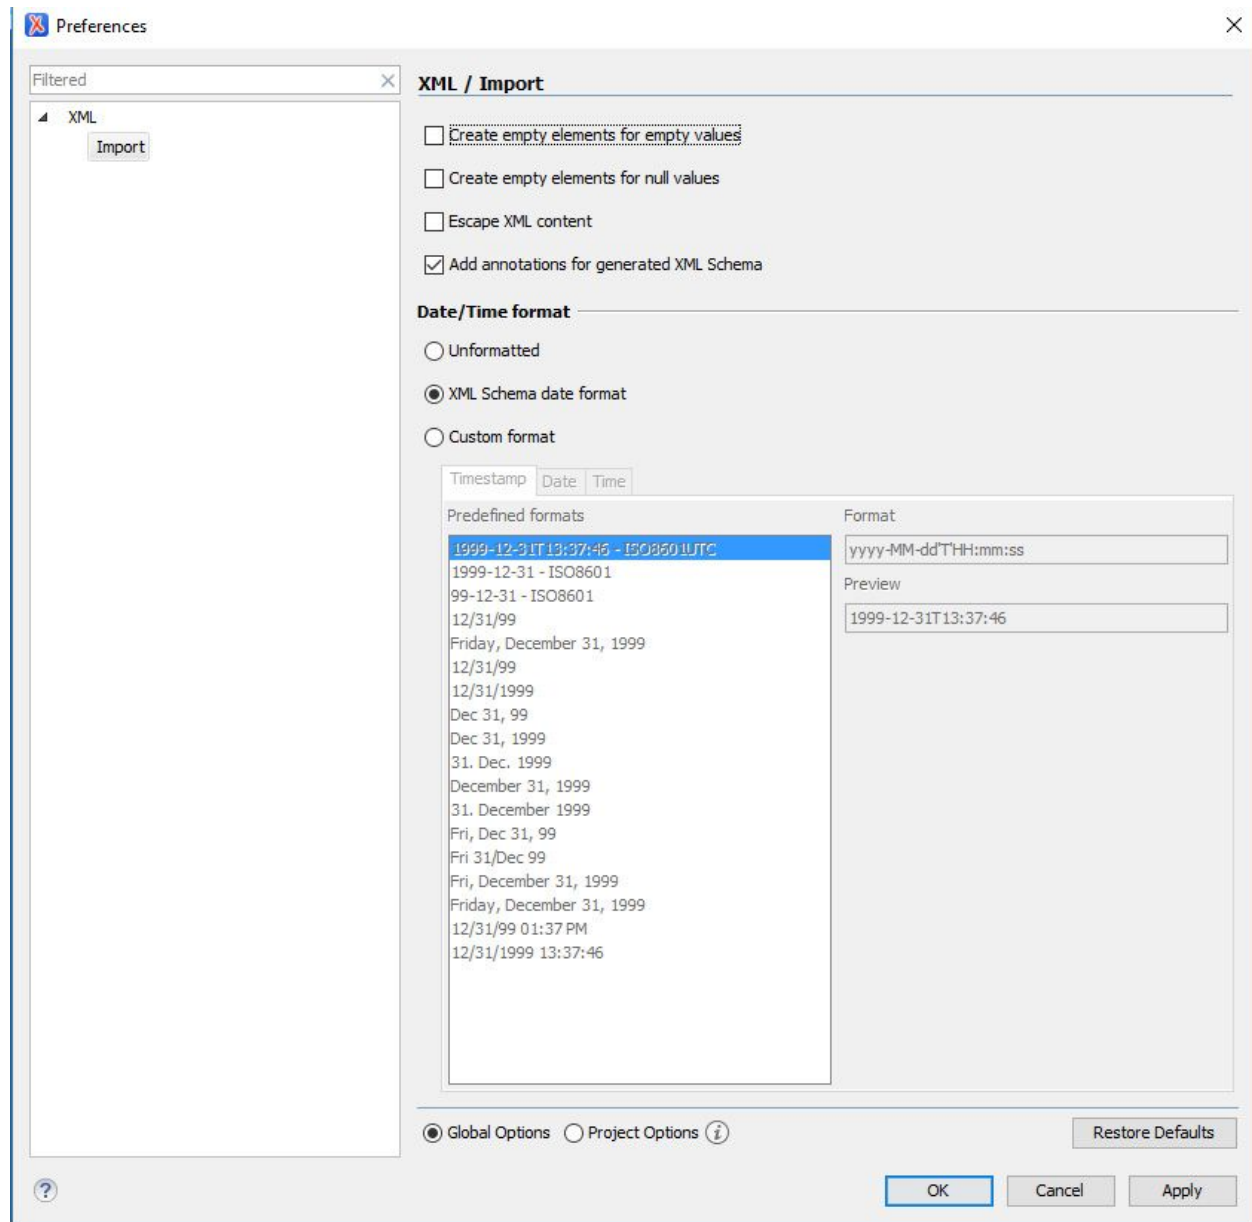 Preferences
Filtered
XML
Import
XML / Import
Create empty elements for empty values
Create empty elements for null values
Escape XML content
Add annotations for generated XML Schema
Date/Time format
Unformatted
XML Schema date format
Custom format
Timestamp Date Time
Predefined formats
1999-12-31T13:37:46 - ISO8601UTC
1999-12-31 - ISO8601
99-12-31 - ISO8601
12/31/99
Friday, December 31, 1999
12/31/99
12/31/1999
Dec 31, 99
Dec 31, 1999
31. Dec. 1999
December 31, 1999
31. December 1999
Fri, Dec 31, 99
Fri 31/Dec 99
Fri, December 31, 1999
Friday, December 31, 1999
12/31/99 01:37 PM
12/31/1999 13:37:46
Format
yyyy-MM-dd'T'HH:mm:ss
Preview
1999-12-31T13:37:46
Global Options Project Options i
Restore Defaults
? OK Cancel Apply